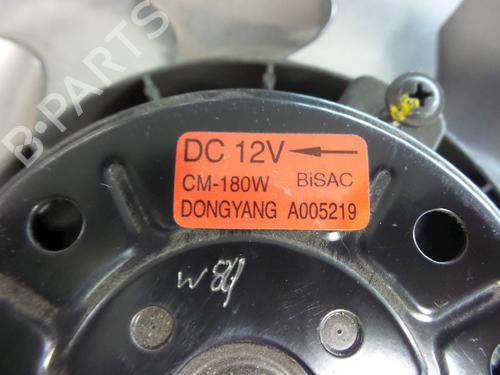 B-PARTS
DC 12V
CM-180W BiSAC
DONGYANG A005219